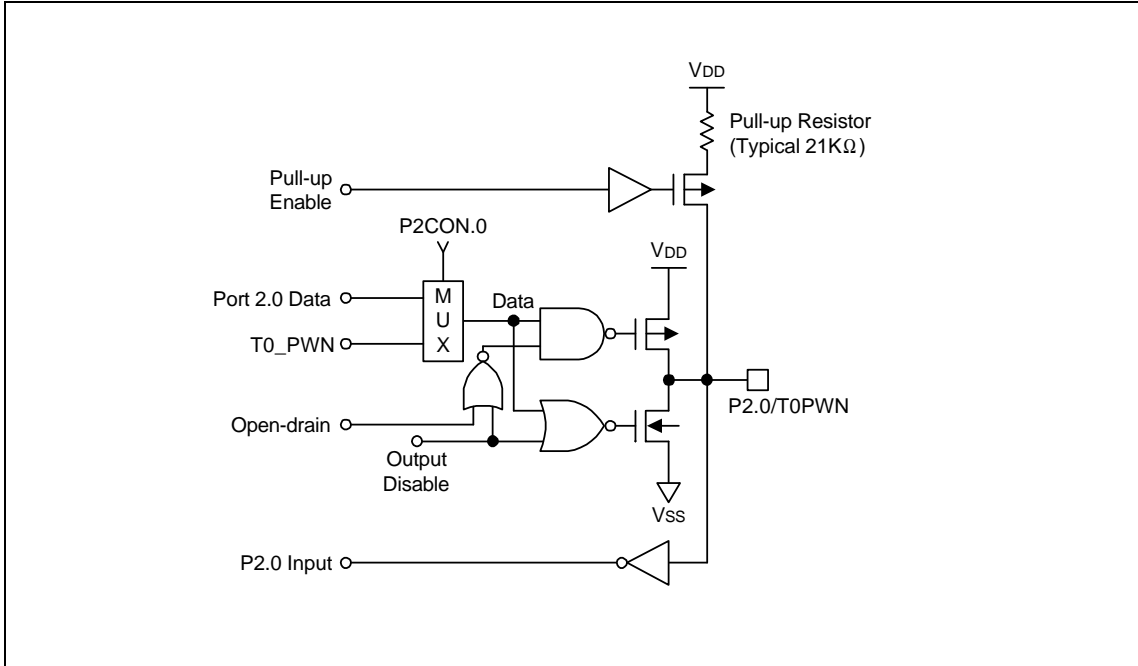 VDD
Pull-up Resistor
(Typical 21KΩ)
Pull-up
Enable
P2CON.0
VDD
Port 2.0 Data
M
U
X
Data
T0_PWN
P2.0/T0PWN
Open-drain
Output
Disable
VSS
P2.0 Input